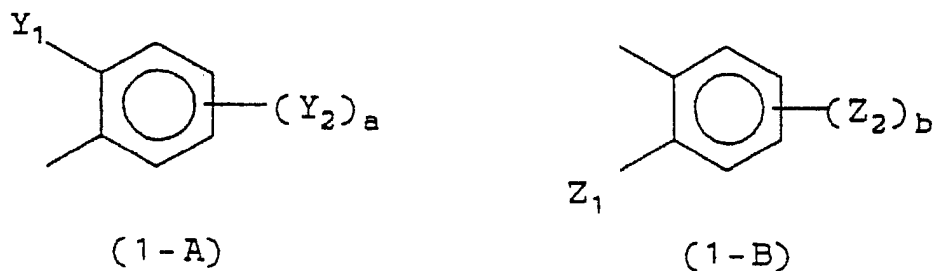 Y₁
(Y₂)ₐ
(Z₂)b
Z₁
(1-A)
(1-B)